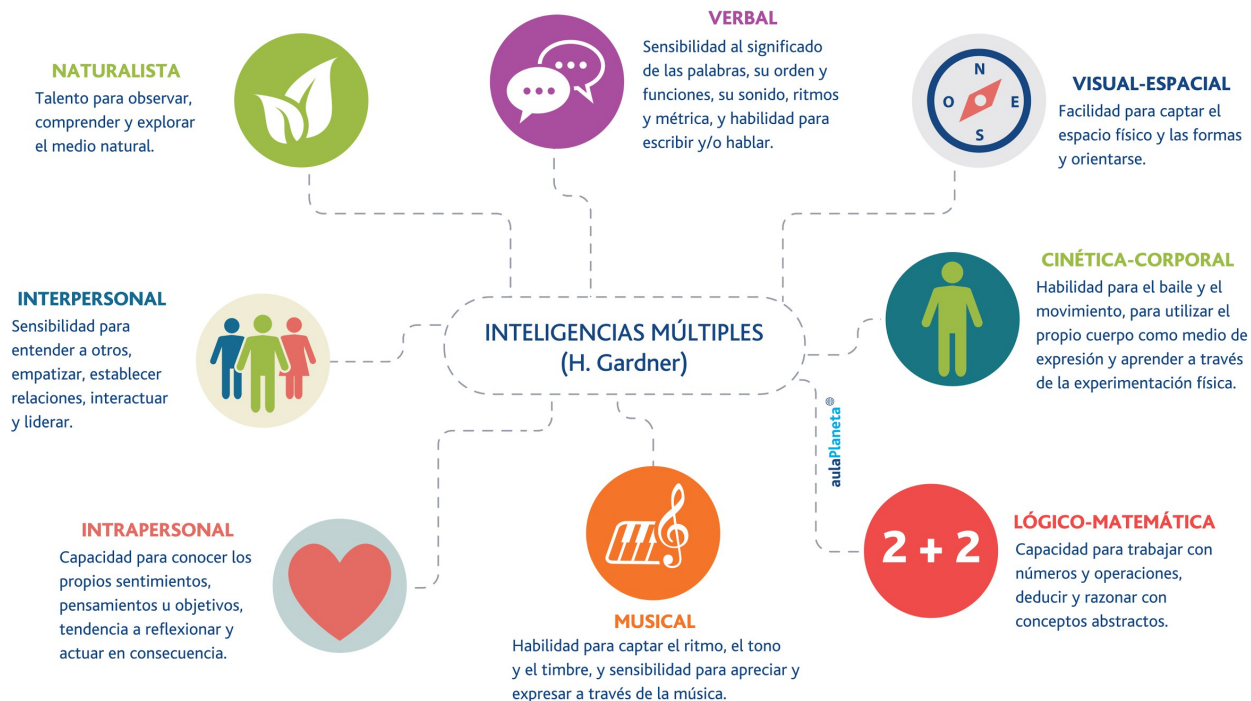 VERBAL
Sensibilidad al significado
de las palabras, su orden y
funciones, su sonido, ritmos
y métrica, y habilidad para
escribir y/o hablar.
NATURALISTA
Talento para observar,
comprender y explorar
el medio natural.
N
O E
S
VISUAL-ESPACIAL
Facilidad para captar el
espacio físico y las formas
y orientarse.
INTERPERSONAL
Sensibilidad para
entender a otros,
empatizar, establecer
relaciones, interactuar
y liderar.
INTELIGENCIAS MÚLTIPLES
(H. Gardner)
CINÉTICA-CORPORAL
Habilidad para el baile y el
movimiento, para utilizar el
propio cuerpo como medio de
expresión y aprender a través
de la experimentación física.
aulaPlaneta
INTRAPERSONAL
Capacidad para conocer los
propios sentimientos,
pensamientos u objetivos,
tendencia a reflexionar y
actuar en consecuencia.
MUSICAL
Habilidad para captar el ritmo, el tono
y el timbre, y sensibilidad para apreciar y
expresar a través de la música.
2 + 2
LÓGICO-MATEMÁTICA
Capacidad para trabajar con
números y operaciones,
deducir y razonar con
conceptos abstractos.